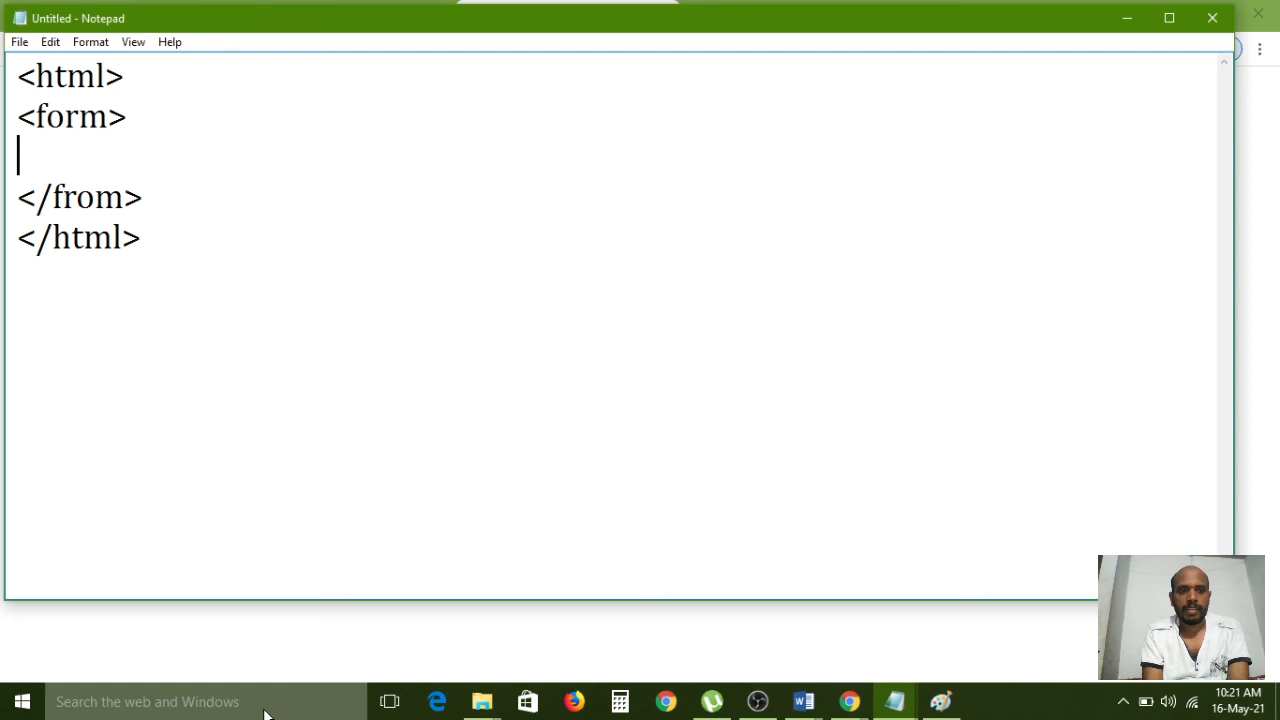 Untitled - Notepad
File Edit Format View Help
<html>
<form>
</from>
</html>
Search the web and Windows
10:21 AM
16-May-21